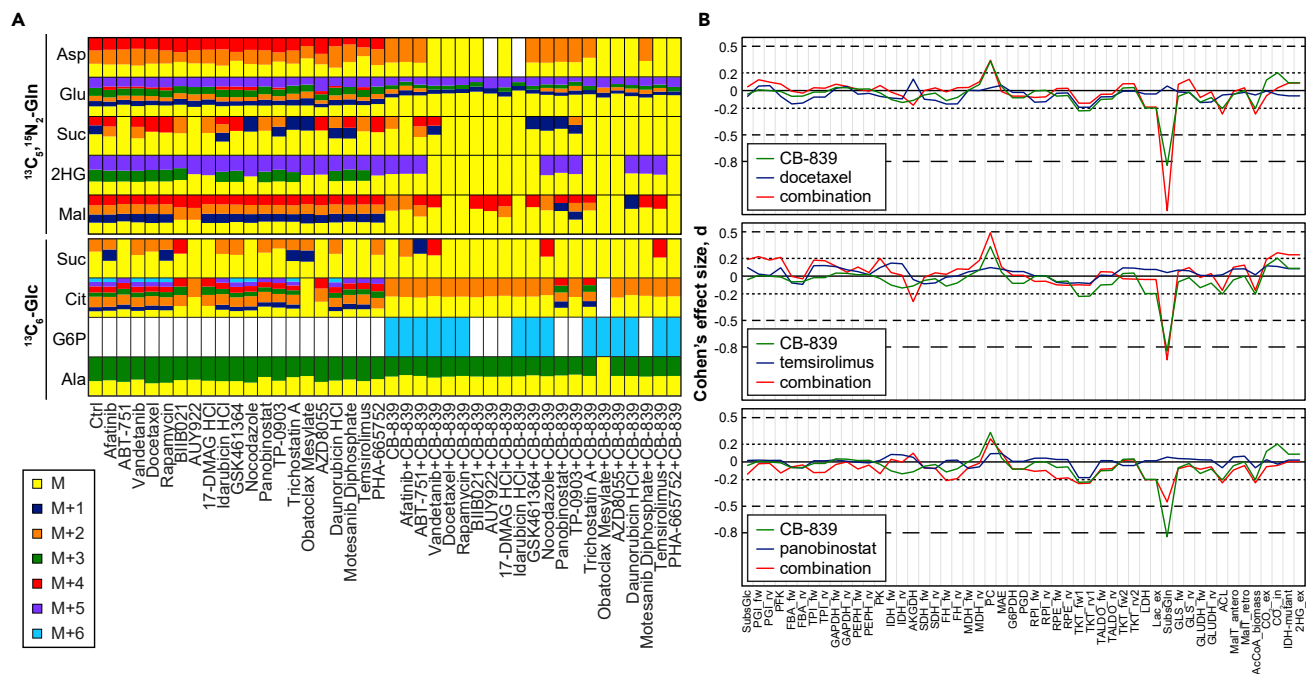 A
¹³C₅,¹⁵N₂-Gln
Asp
Glu
Suc
2HG
Mal
¹³C₆-Glc
Suc
Cit
G6P
Ala
Ctrl
Afatinib
ABT-751
Vandetanib
Docetaxel
Rapamycin
BIIB021
AUY922
17-DMAG HCl
Idarubicin HCl
GSK461364
Nocodazole
Panobinostat
TP-0903
Trichostatin A
Obatoclax Mesylate
AZD8055
Daunorubicin HCl
Motesanib Diphosphate
Temsirolimus
PHA-665752
CB-839
Afatinib+CB-839
ABT-751+CB-839
Vandetanib+CB-839
Docetaxel+CB-839
Rapamycin+CB-839
BIIB021+CB-839
AUY922+CB-839
17-DMAG HCl+CB-839
Idarubicin HCl+CB-839
GSK461364+CB-839
Nocodazole+CB-839
Panobinostat+CB-839
TP-0903+CB-839
Trichostatin A+CB-839
Obatoclax Mesylate+CB-839
AZD8055+CB-839
Daunorubicin HCl+CB-839
Motesanib Diphosphate+CB-839
Temsirolimus+CB-839
PHA-665752+CB-839
M
M+1
M+2
M+3
M+4
M+5
M+6
B
Cohen's effect size, d
0.5
0.2
0
-0.2
-0.5
-0.8
CB-839
docetaxel
combination
0.5
0.2
0
-0.2
-0.5
-0.8
CB-839
temsirolimus
combination
0.5
0.2
0
-0.2
-0.5
-0.8
CB-839
panobinostat
combination
SubsGlc
PGI_fw
PGI_rv
PFK
FBA_fw
FBA_rv
TPI_fw
TPI_rv
GAPDH_fw
GAPDH_rv
PEPH_fw
PEPH_rv
PK
IDH_fw
IDH_rv
AKGDH
SDH_fw
SDH_rv
FH_fw
FH_rv
MDH_fw
MDH_rv
PC
MAE
G6PDH
PGD
RPI_fw
RPI_rv
RPE_fw
RPE_rv
TKT_fw1
TKT_rv1
TALDO_fw
TALDO_rv
TKT_fw2
TKT_rv2
LDH
Lac_ex
SubsGln
GLS_fw
GLS_rv
GLUDH_fw
GLUDH_rv
ACL
MalT_antero
MalT_retro
AcCoA_biomass
CO_ex
CO_in
IDH-mutant
2HG_ex